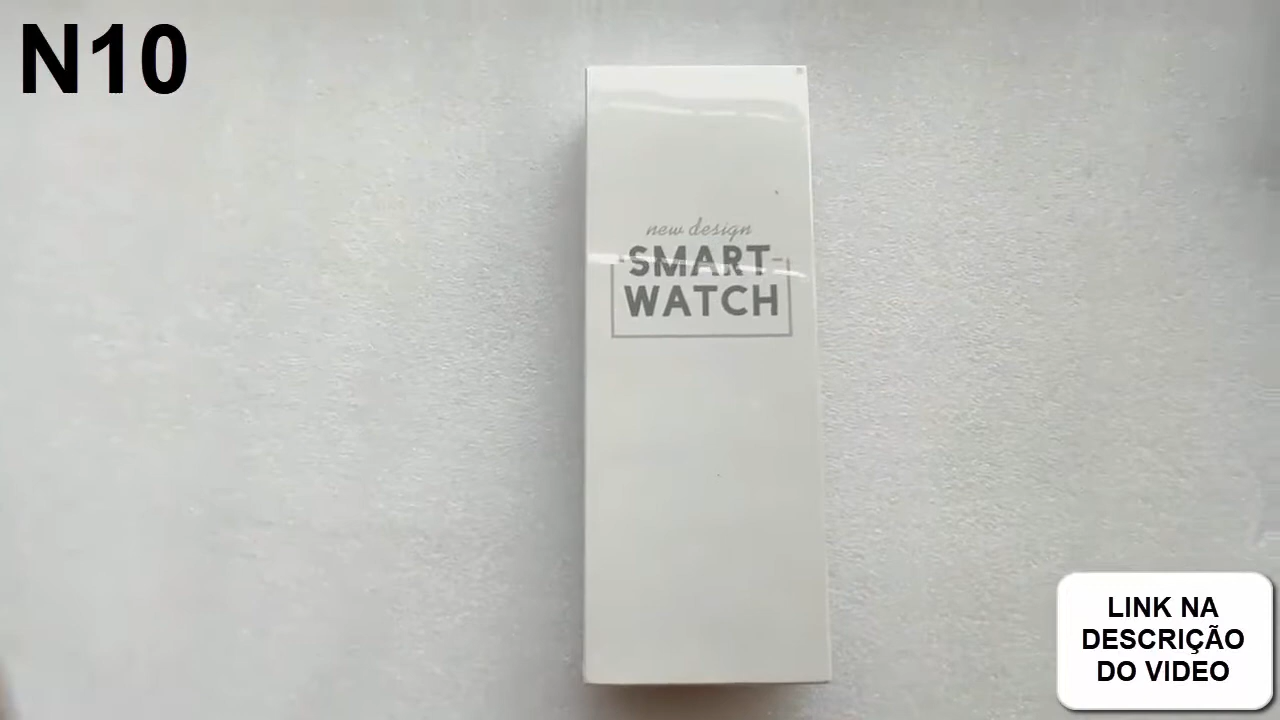 N10
new design
SMART-
WATCH
LINK NA
DESCRIÇÃO
DO VIDEO